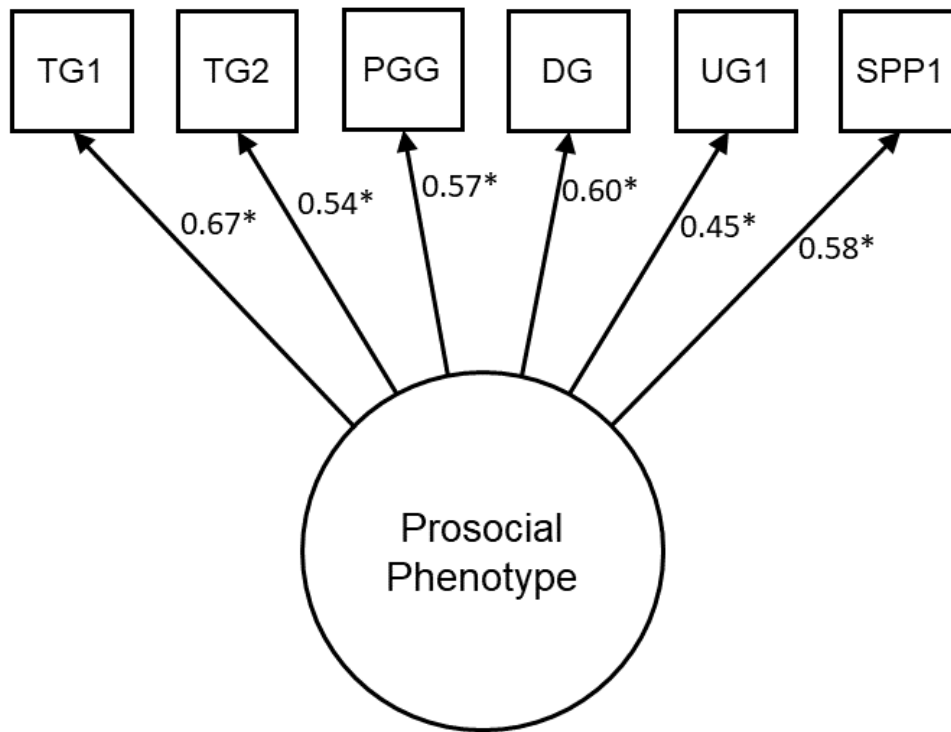 TG1
TG2
PGG
DG
UG1
SPP1
0.67*
0.54*
0.57*
0.60*
0.45*
0.58*
Prosocial
Phenotype